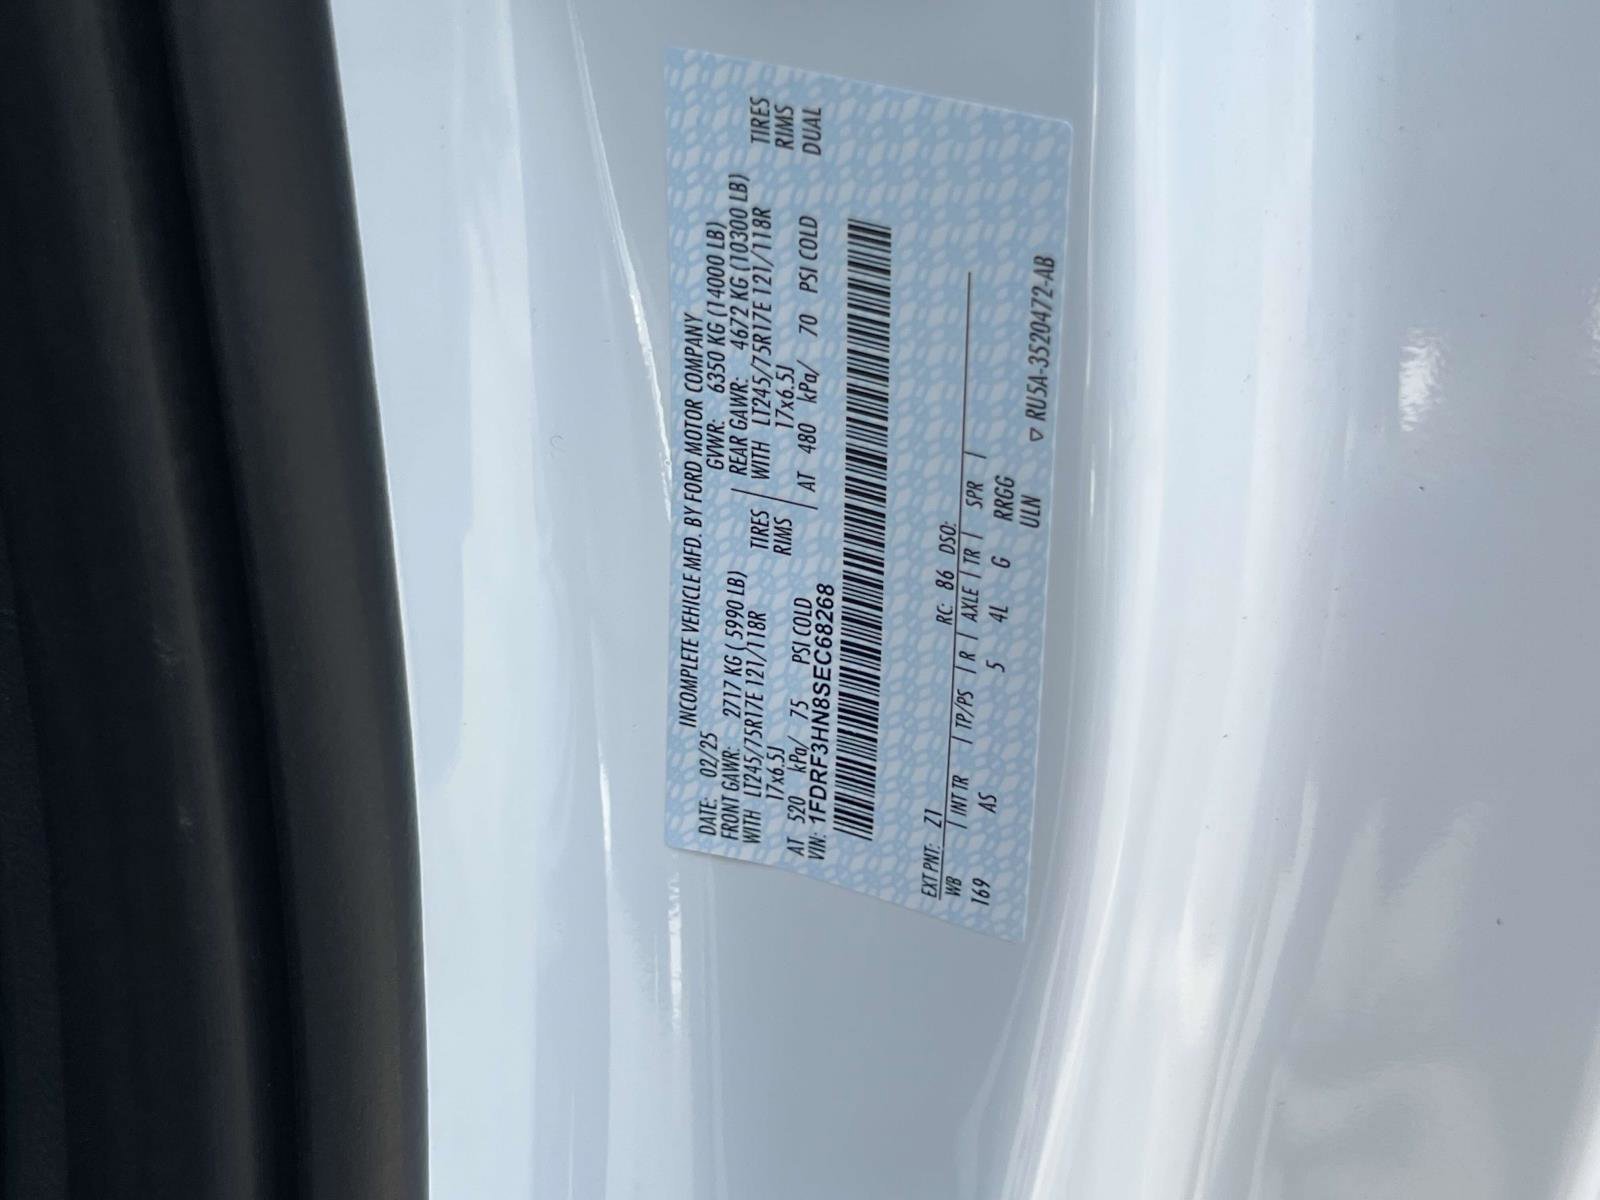 INCOMPLETE VEHICLE MFD. BY FORD MOTOR COMPANY
DATE: 02/25 GVWR: 6350 KG (14000 LB)
FRONT GAWR: 2717 KG (5990 LB) REAR GAWR: 4672 KG (10300 LB)
WITH LT245/75R17E 121/118R TIRES WITH LT245/75R17E 121/118R TIRES
17x6.5J RIMS 17x6.5J RIMS
AT 520 kPa/ 75 PSI COLD AT 480 kPa/ 70 PSI COLD DUAL
VIN: 1FDRF3HN8SEC68268
EXT PNT: Z1 RC: 86 DSO:
WB INT TR TP/PS R AXLE TR SPR
169 AS 5 4L G RRGG
ULN
▽ RU5A-3520472-AB